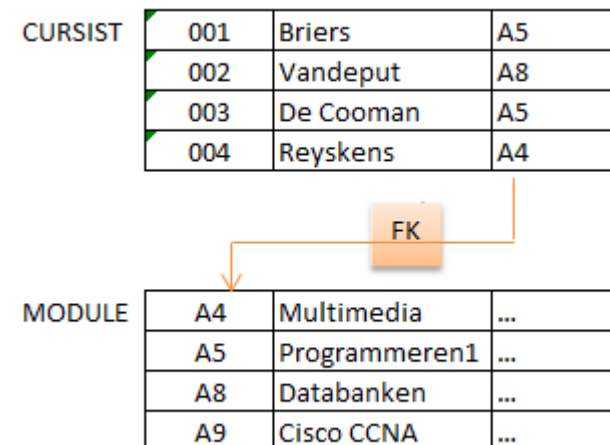 CURSIST 001 Briers A5
002 Vandeput A8
003 De Cooman A5
004 Reyskens A4
FK
MODULE A4 Multimedia ...
A5 Programmeren1 ...
A8 Databanken ...
A9 Cisco CCNA ...